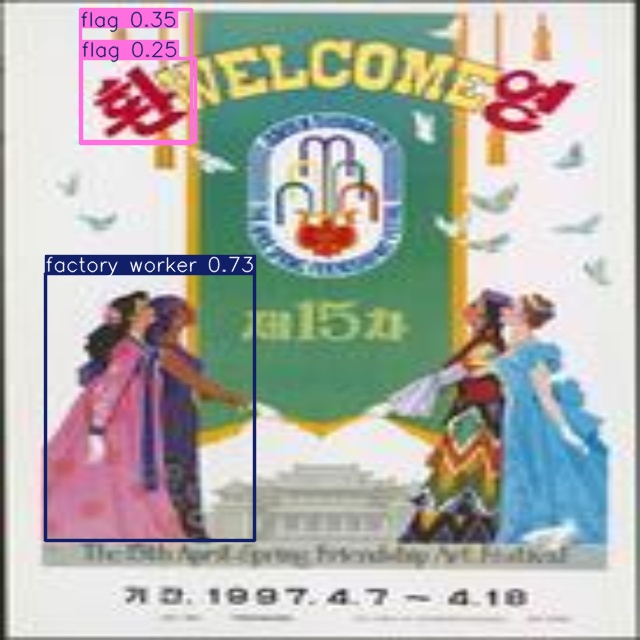 flag 0.35
flag 0.25
환 WELCOME 영
factory worker 0.73
제15차
The 15th April Spring Friendship Art Festival
기간. 1997. 4. 7 ~ 4. 18